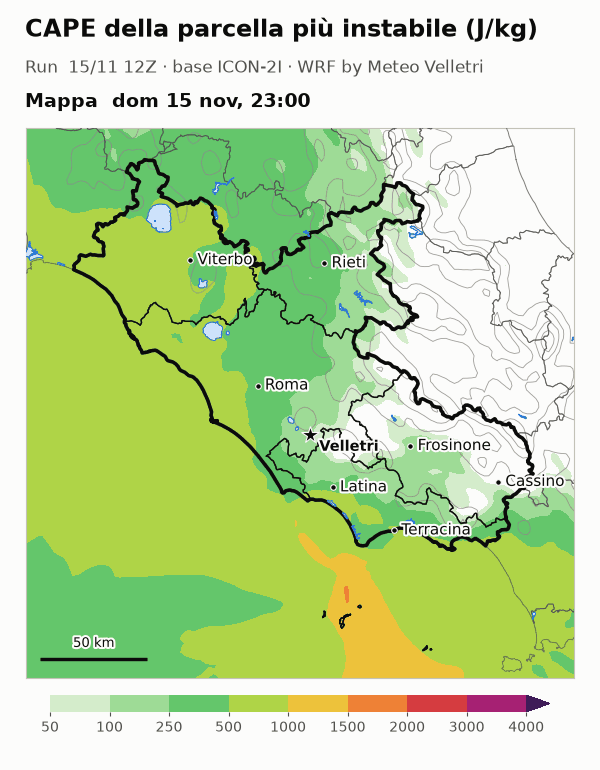 CAPE della parcella più instabile (J/kg)
Run  15/11 12Z · base ICON-2I · WRF by Meteo Velletri
Mappa  dom 15 nov, 23:00
Viterbo
Rieti
Roma
Velletri
Frosinone
Cassino
Latina
Terracina
50 km
50 100 250 500 1000 1500 2000 3000 4000